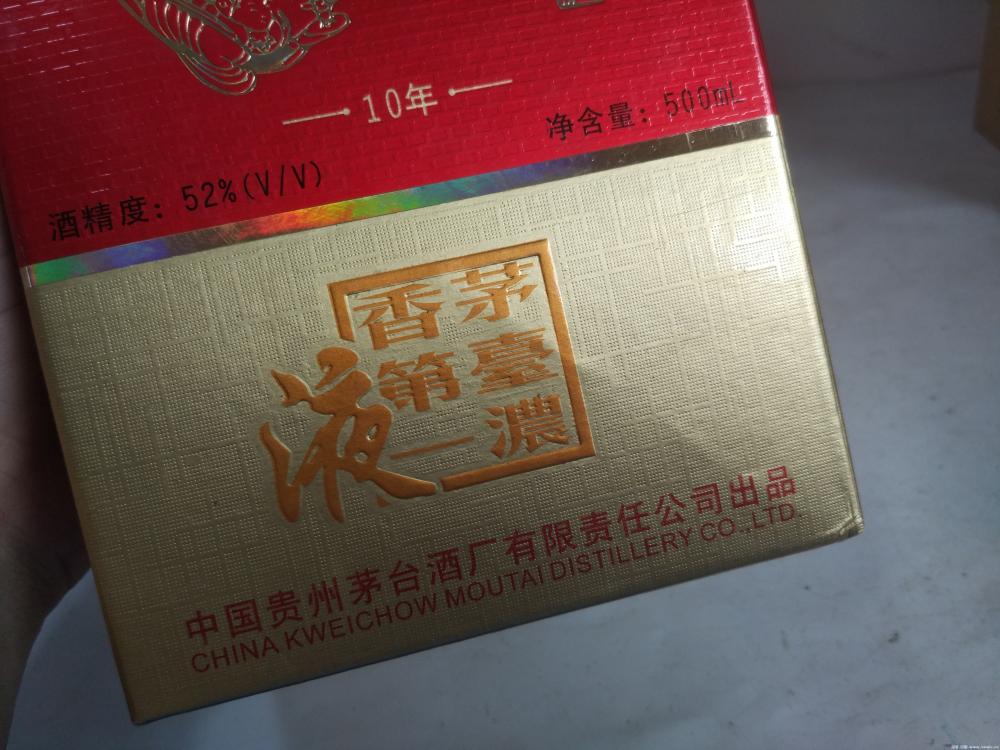 10年
净含量：500mL
酒精度：52%(V/V)
茅臺濃
香第一
液
中国贵州茅台酒厂有限责任公司出品
CHINA KWEICHOW MOUTAI DISTILLERY CO.,LTD.